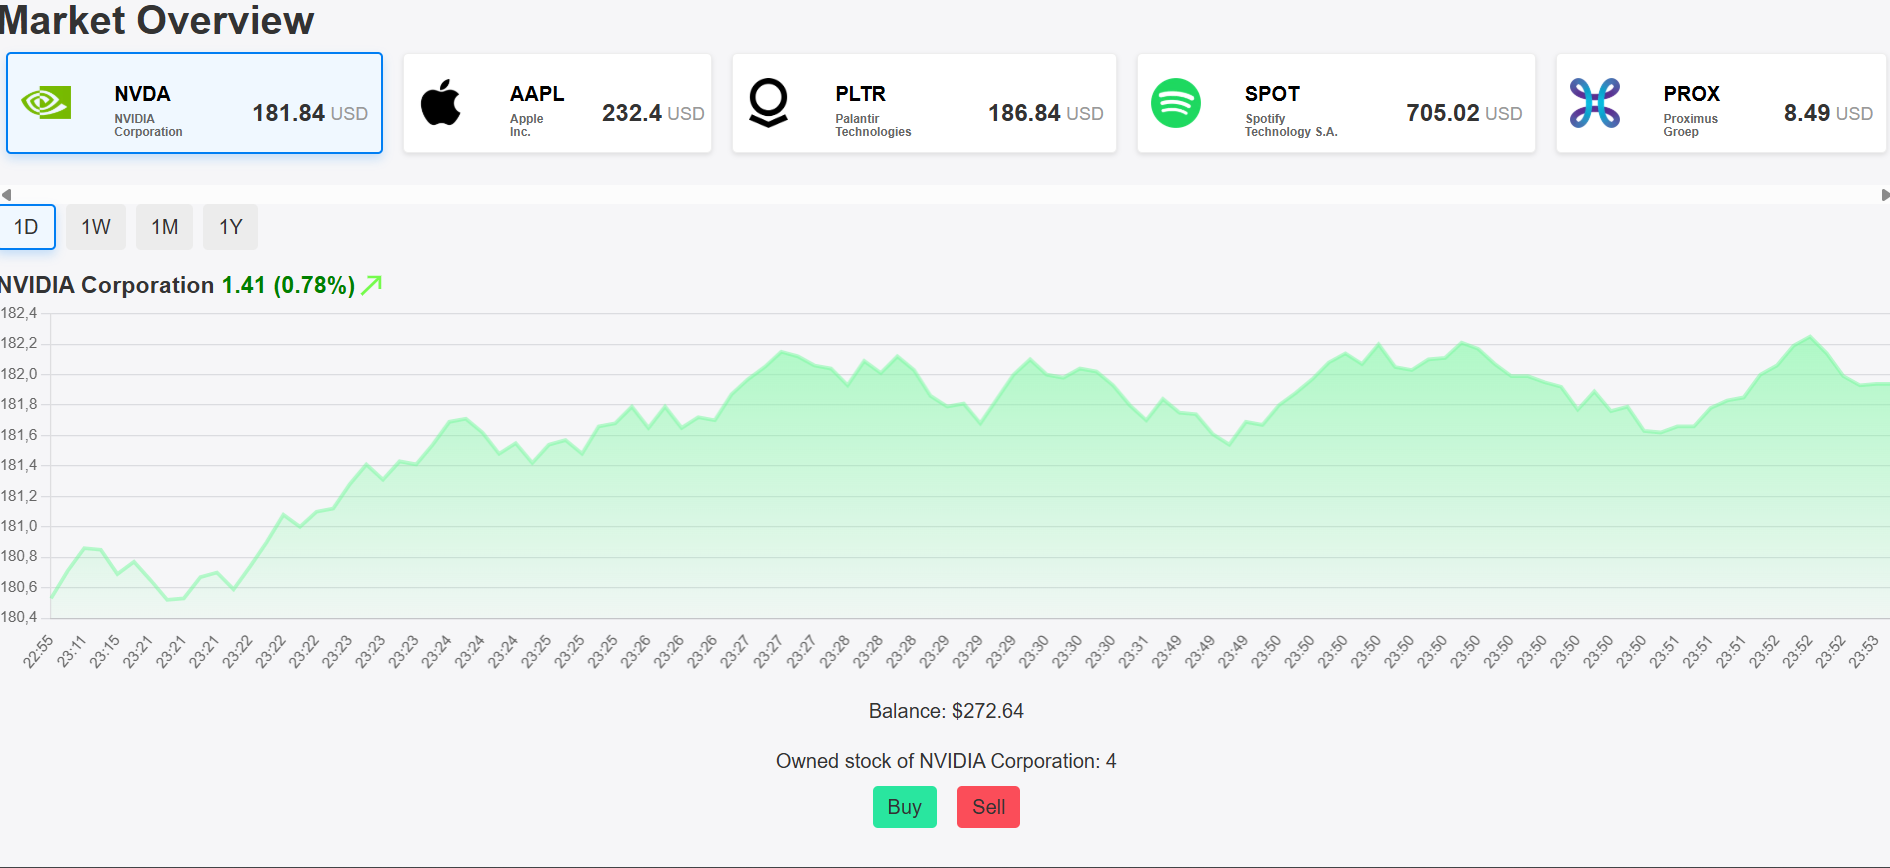 Market Overview
NVDA
NVIDIA
Corporation
181.84 USD
AAPL
Apple
Inc.
232.4 USD
PLTR
Palantir
Technologies
186.84 USD
SPOT
Spotify
Technology S.A.
705.02 USD
PROX
Proximus
Groep
8.49 USD
1D 1W 1M 1Y
NVIDIA Corporation 1.41 (0.78%)
182,4
182,2
182,0
181,8
181,6
181,4
181,2
181,0
180,8
180,6
180,4
22:55 23:11 23:15 23:21 23:21 23:21 23:22 23:22 23:22 23:23 23:23 23:23 23:24 23:24 23:24 23:25 23:25 23:25 23:26 23:26 23:26 23:27 23:27 23:27 23:28 23:28 23:28 23:29 23:29 23:29 23:30 23:30 23:30 23:31 23:49 23:49 23:49 23:50 23:50 23:50 23:50 23:50 23:50 23:50 23:50 23:50 23:50 23:50 23:50 23:51 23:51 23:51 23:52 23:52 23:52 23:53
Balance: $272.64
Owned stock of NVIDIA Corporation: 4
Buy Sell